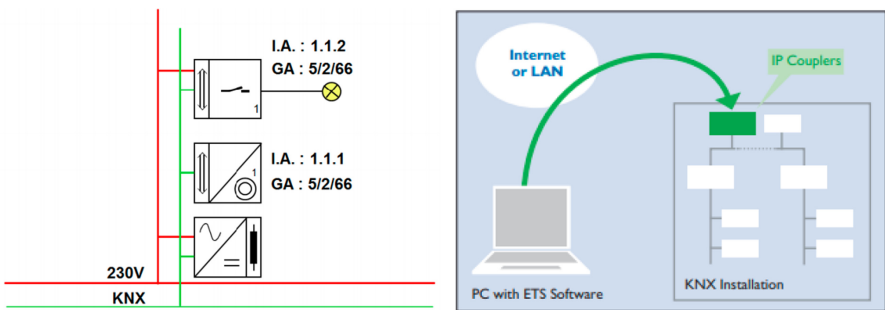 I.A. : 1.1.2
GA : 5/2/66
1
I.A. : 1.1.1
GA : 5/2/66
1
230V
KNX
Internet
or LAN
IP Couplers
PC with ETS Software
KNX Installation